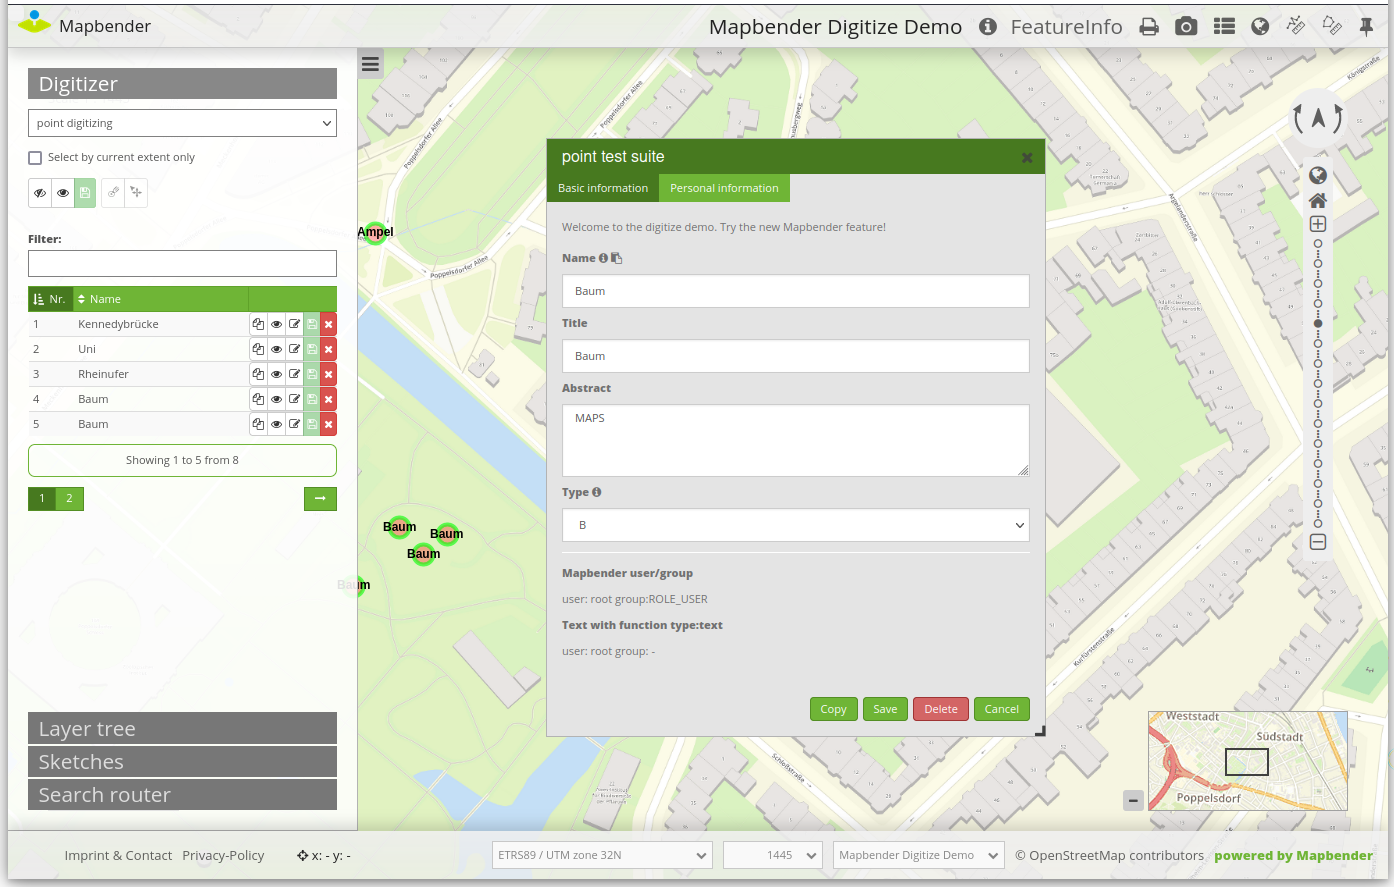 Mapbender
Mapbender Digitize Demo
FeatureInfo
Digitizer
point digitizing
Select by current extent only
Filter:
Nr. Name
1 Kennedybrücke
2 Uni
3 Rheinufer
4 Baum
5 Baum
Showing 1 to 5 from 8
1 2
Layer tree
Sketches
Search router
Poppelsdorfer Allee
Poppelsdorfer Allee
Poppelsdorfer Allee
Königstraße
Argelanderstraße
Kurfürstenstraße
Schloßstraße
Ampel
Baum
Baum
Baum
Baum
point test suite
Basic information
Personal information
Welcome to the digitize demo. Try the new Mapbender feature!
Name
Baum
Title
Baum
Abstract
MAPS
Type
B
Mapbender user/group
user: root group:ROLE_USER
Text with function type:text
user: root group: -
Copy Save Delete Cancel
Weststadt
Südstadt
Poppelsdorf
Imprint & Contact Privacy-Policy
x: - y: -
ETRS89 / UTM zone 32N
1445
Mapbender Digitize Demo
© OpenStreetMap contributors
powered by Mapbender